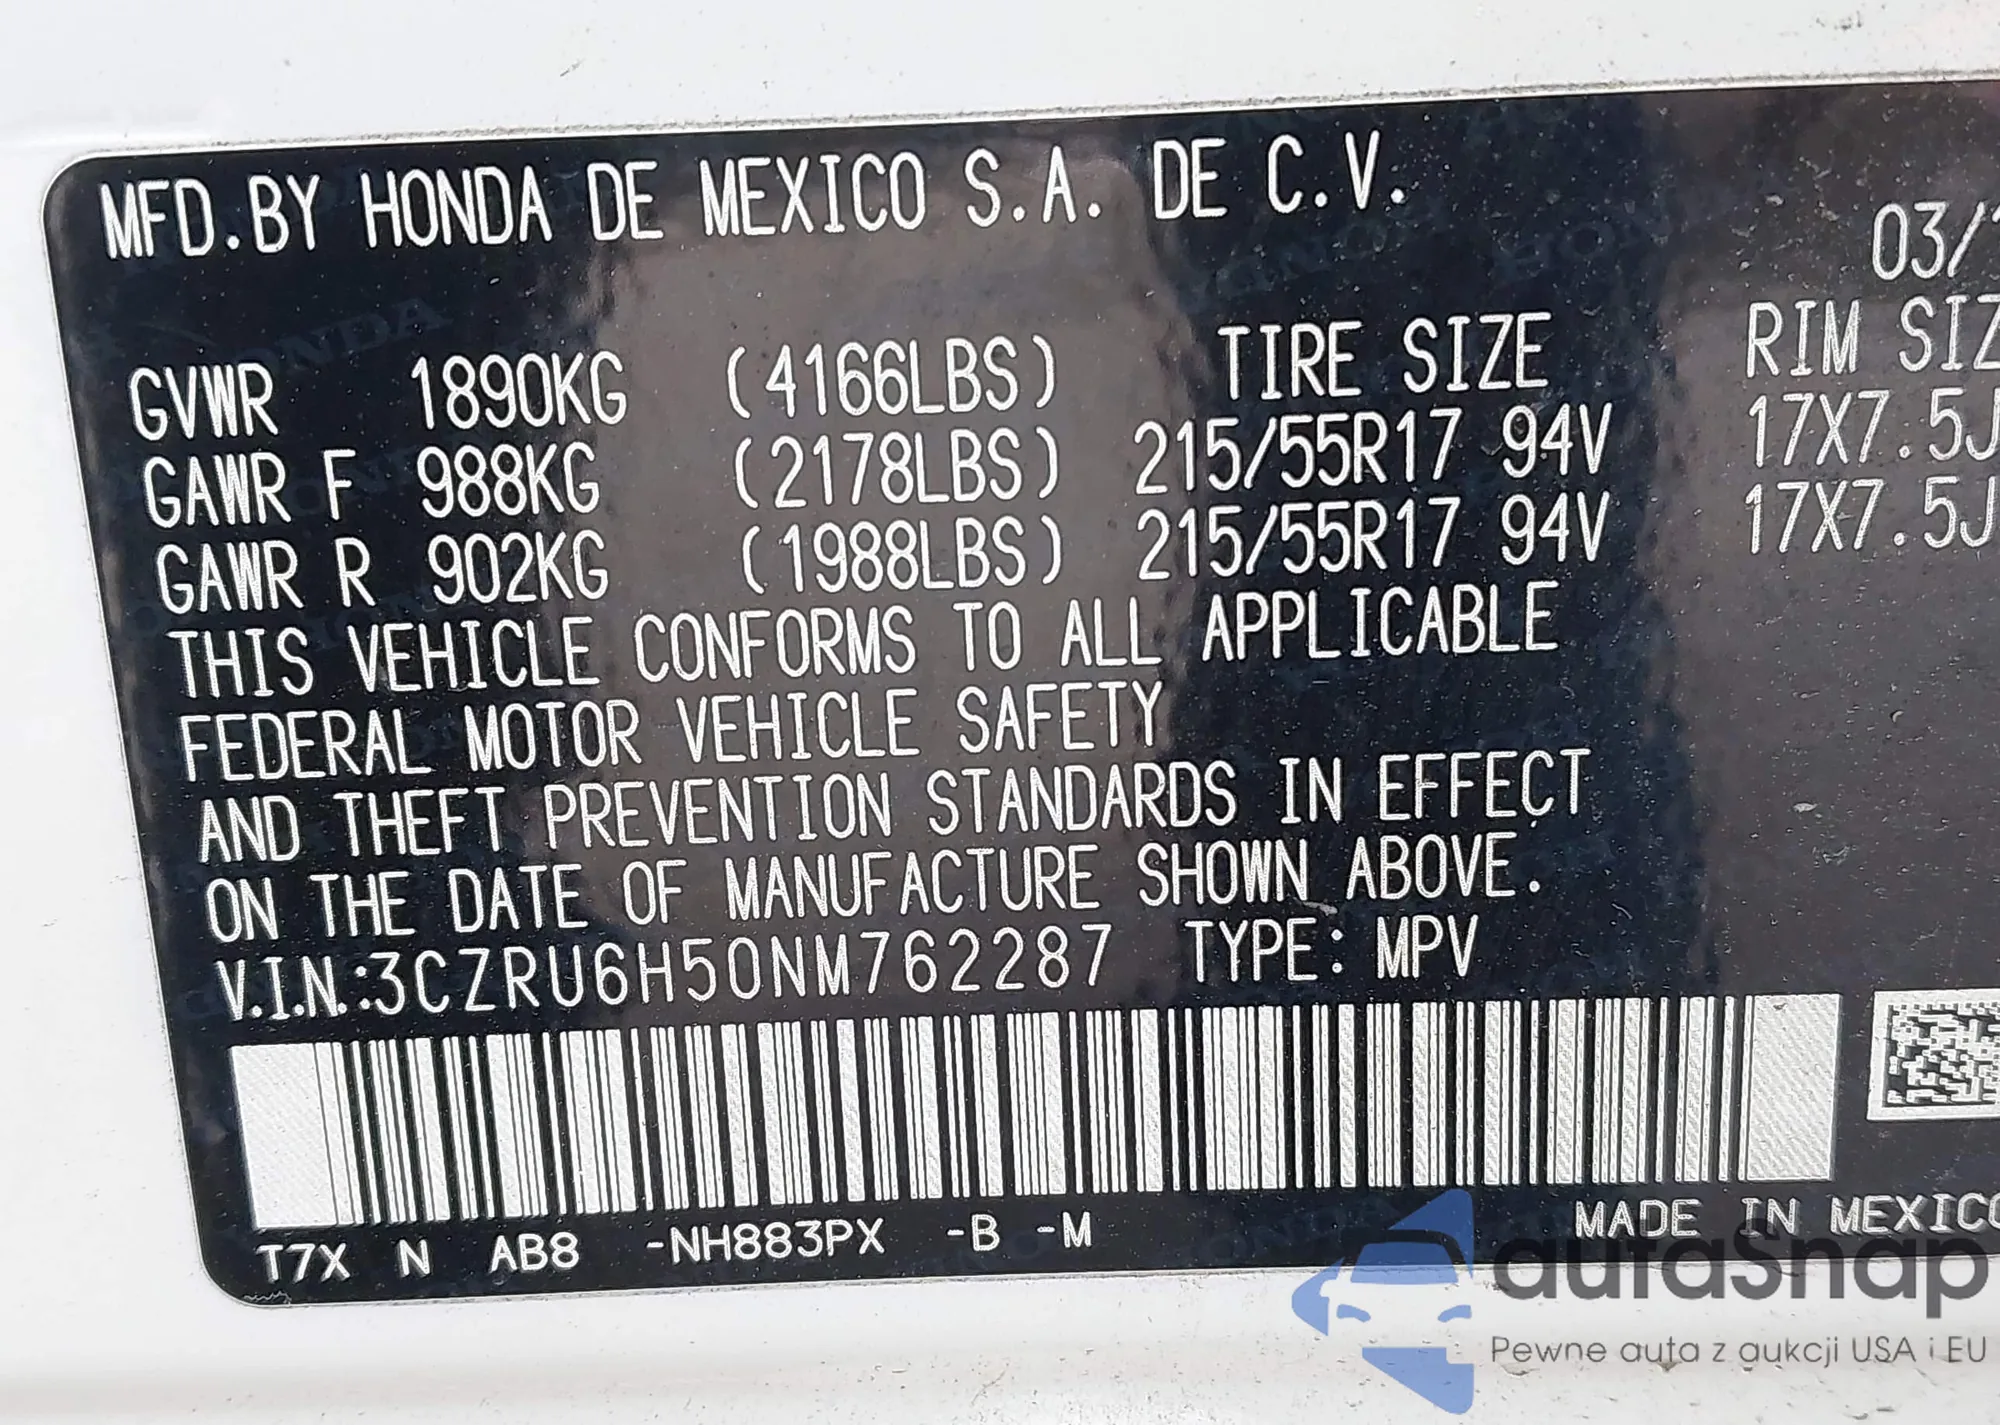 MFD.BY HONDA DE MEXICO S.A. DE C.V.
03/
GVWR 1890KG (4166LBS) TIRE SIZE RIM SIZ
GAWR F 988KG (2178LBS) 215/55R17 94V 17X7.5J
GAWR R 902KG (1988LBS) 215/55R17 94V 17X7.5J
THIS VEHICLE CONFORMS TO ALL APPLICABLE
FEDERAL MOTOR VEHICLE SAFETY
AND THEFT PREVENTION STANDARDS IN EFFECT
ON THE DATE OF MANUFACTURE SHOWN ABOVE.
V.I.N.:3CZRU6H50NM762287 TYPE: MPV
T7X N AB8 -NH883PX -B -M MADE IN MEXICO
autaSnap
Pewne auta z aukcji USA i EU